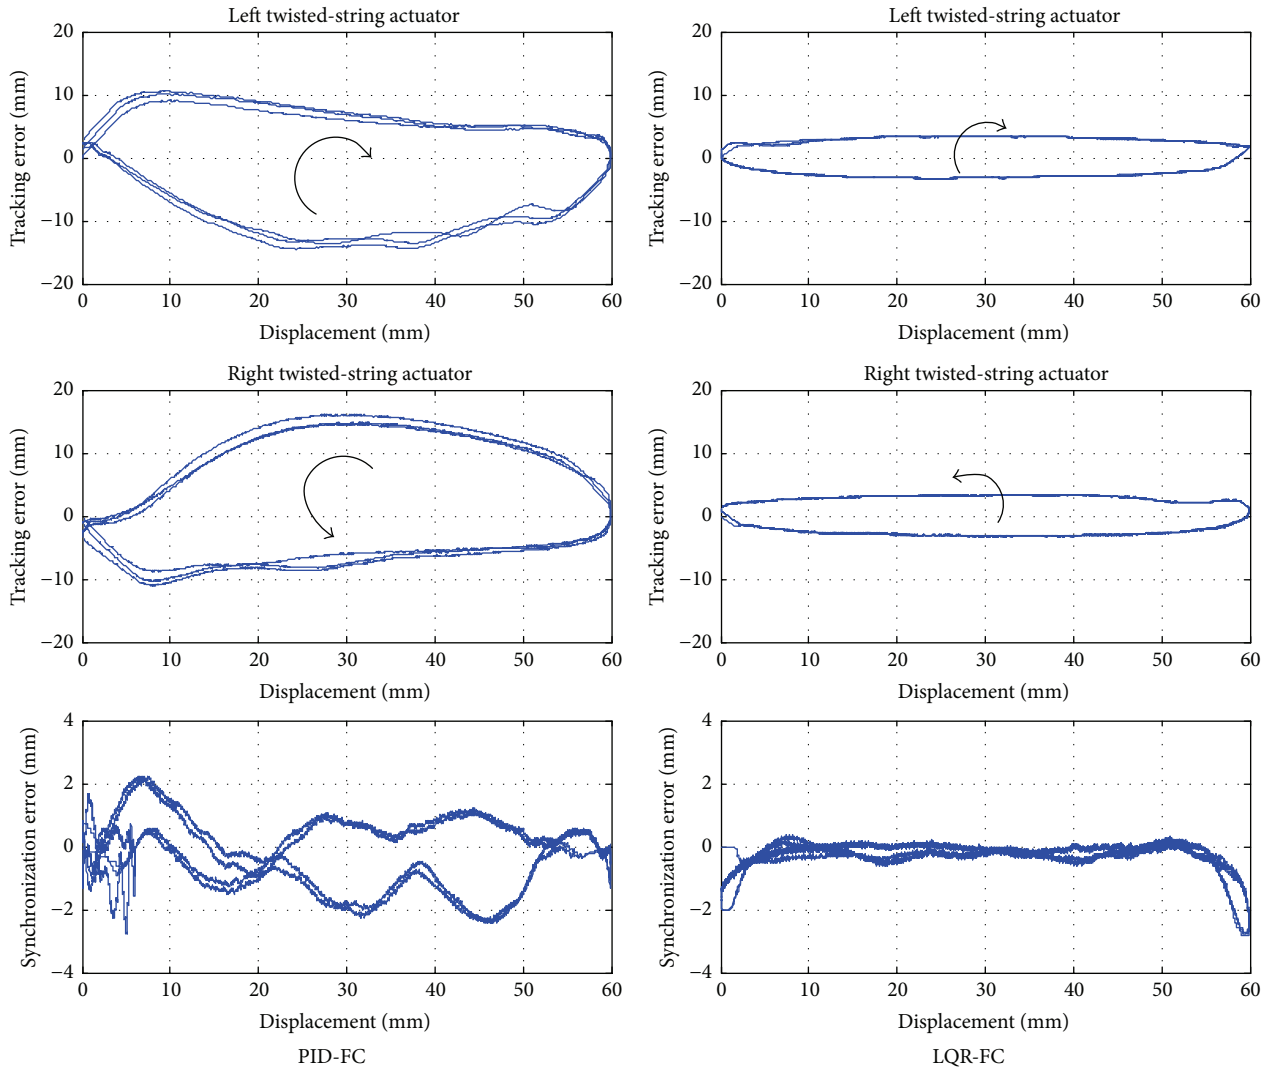 Left twisted-string actuator
20
10
0
−10
−20
Tracking error (mm)
0 10 20 30 40 50 60
Displacement (mm)
Left twisted-string actuator
20
10
0
−10
−20
Tracking error (mm)
0 10 20 30 40 50 60
Displacement (mm)
Right twisted-string actuator
20
10
0
−10
−20
Tracking error (mm)
0 10 20 30 40 50 60
Displacement (mm)
Right twisted-string actuator
20
10
0
−10
−20
Tracking error (mm)
0 10 20 30 40 50 60
Displacement (mm)
4
2
0
−2
−4
Synchronization error (mm)
0 10 20 30 40 50 60
Displacement (mm)
PID-FC
4
2
0
−2
−4
Synchronization error (mm)
0 10 20 30 40 50 60
Displacement (mm)
LQR-FC